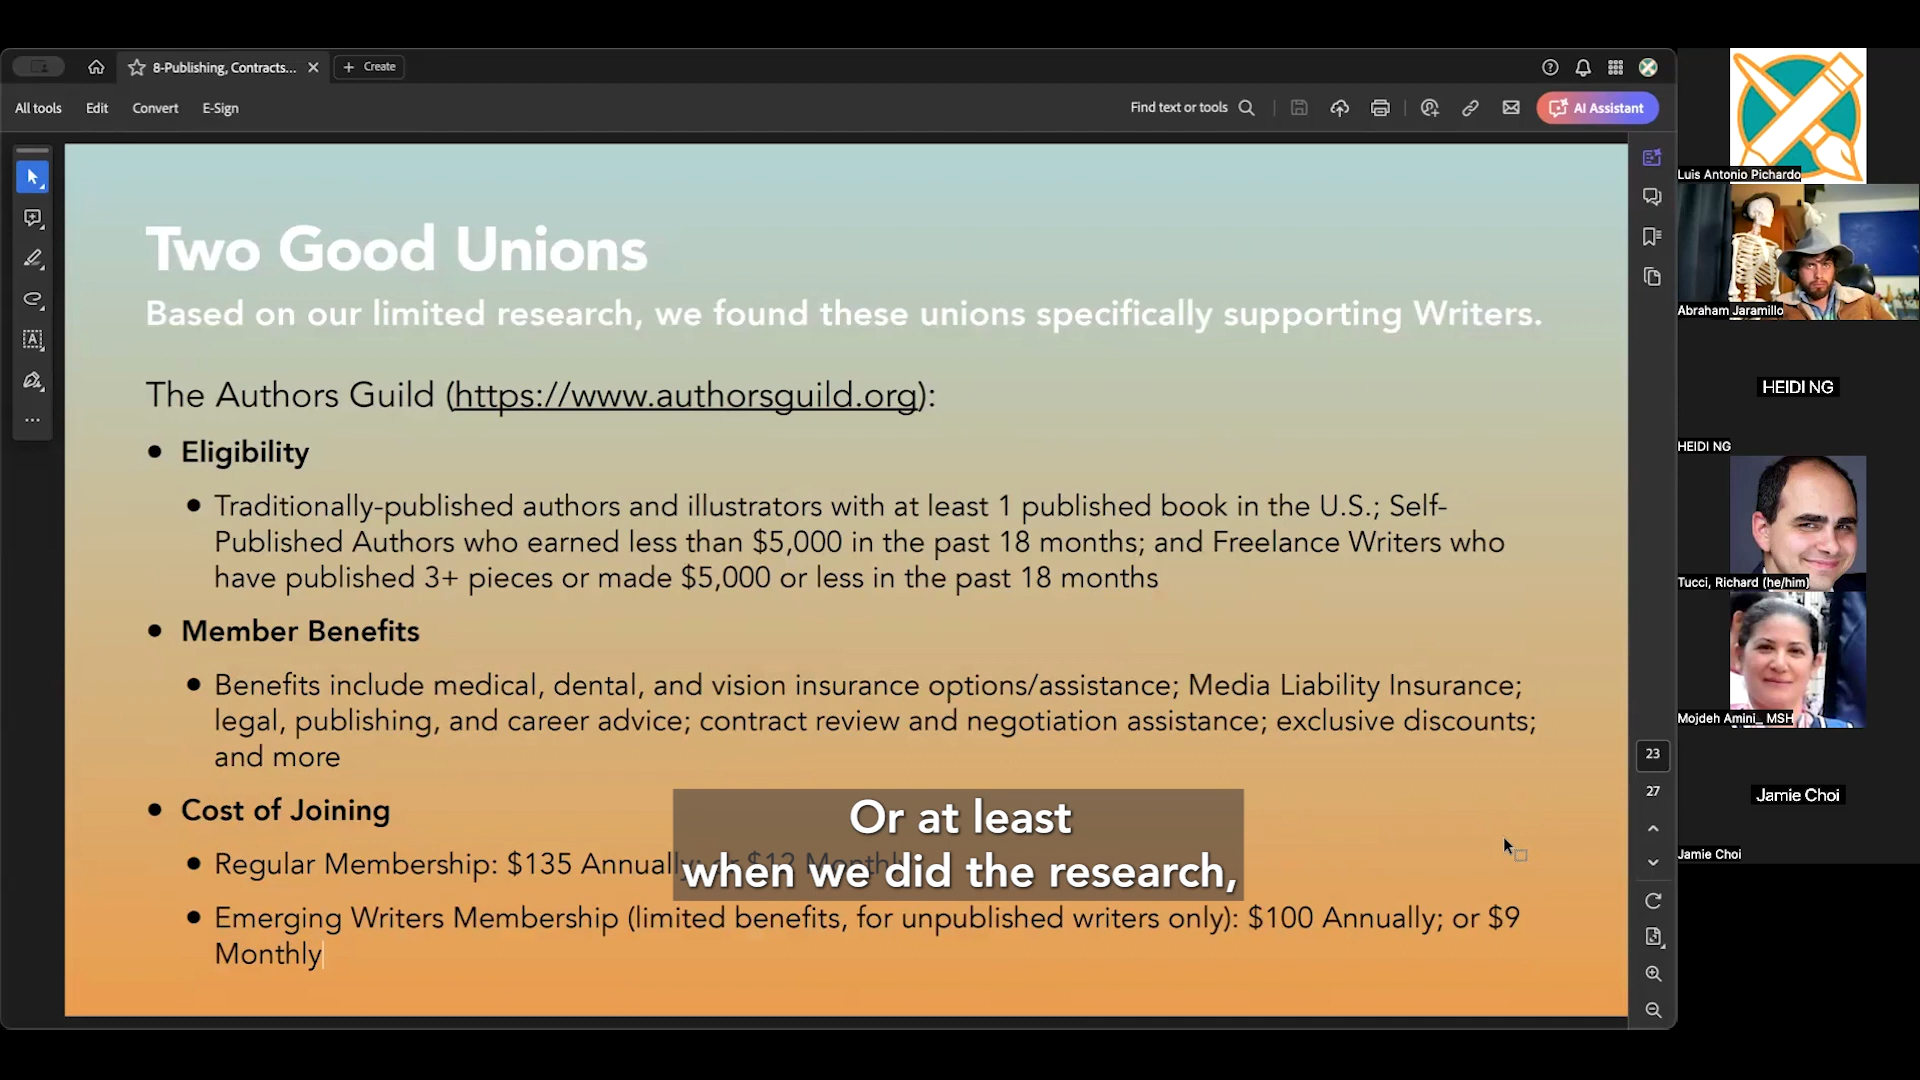 8-Publishing, Contracts...
Create
All tools
Edit
Convert
E-Sign
Find text or tools
AI Assistant
Two Good Unions
Based on our limited research, we found these unions specifically supporting Writers.
The Authors Guild (https://www.authorsguild.org):
• Eligibility
• Traditionally-published authors and illustrators with at least 1 published book in the U.S.; Self-
Published Authors who earned less than $5,000 in the past 18 months; and Freelance Writers who
have published 3+ pieces or made $5,000 or less in the past 18 months
• Member Benefits
• Benefits include medical, dental, and vision insurance options/assistance; Media Liability Insurance;
legal, publishing, and career advice; contract review and negotiation assistance; exclusive discounts;
and more
• Cost of Joining
• Regular Membership: $135 Annually; or $12 Monthly
• Emerging Writers Membership (limited benefits, for unpublished writers only): $100 Annually; or $9
Monthly
Or at least
when we did the research,
23
27
Luis Antonio Pichardo
Abraham Jaramillo
HEIDI NG
HEIDI NG
Tucci, Richard (he/him)
Mojdeh Amini_ MSH
Jamie Choi
Jamie Choi